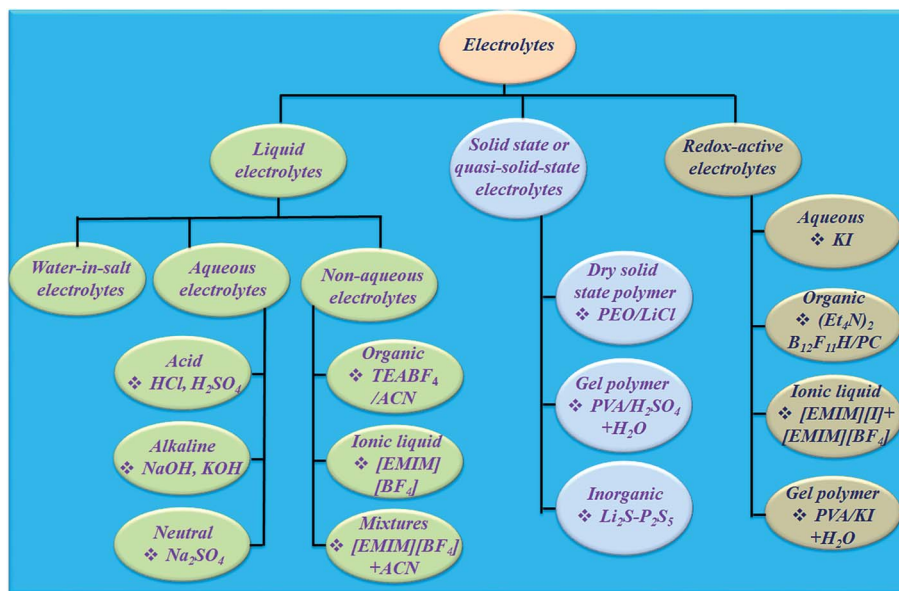 Electrolytes
Liquid
electrolytes
Solid state or
quasi-solid-state
electrolytes
Redox-active
electrolytes
Water-in-salt
electrolytes
Aqueous
electrolytes
Non-aqueous
electrolytes
Acid
❖ HCl, H₂SO₄
Alkaline
❖ NaOH, KOH
Neutral
❖ Na₂SO₄
Organic
❖ TEABF₄
/ACN
Ionic liquid
❖ [EMIM]
[BF₄]
Mixtures
❖ [EMIM][BF₄]
+ACN
Dry solid
state polymer
❖ PEO/LiCl
Gel polymer
❖ PVA/H₂SO₄
+H₂O
Inorganic
❖ Li₂S-P₂S₅
Aqueous
❖ KI
Organic
❖ (Et₄N)₂
B₁₂F₁₁H/PC
Ionic liquid
❖ [EMIM][I]+
[EMIM][BF₄]
Gel polymer
❖ PVA/KI
+H₂O